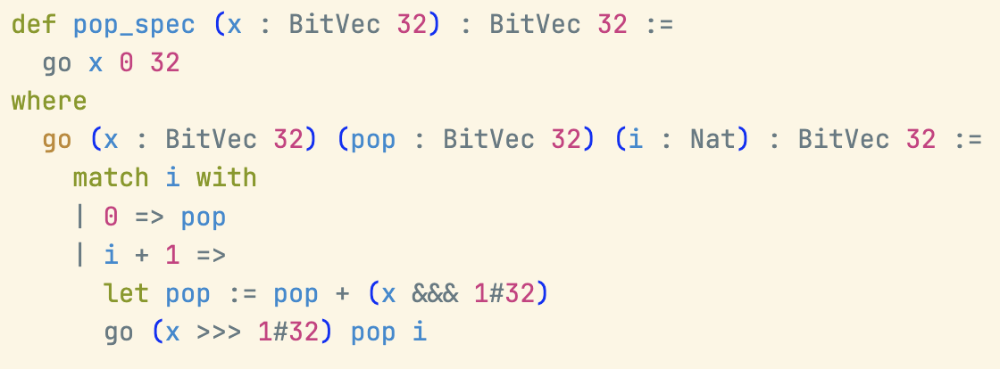 def pop_spec (x : BitVec 32) : BitVec 32 :=
  go x 0 32
where
  go (x : BitVec 32) (pop : BitVec 32) (i : Nat) : BitVec 32 :=
    match i with
    | 0 => pop
    | i + 1 =>
      let pop := pop + (x &&& 1#32)
      go (x >>> 1#32) pop i